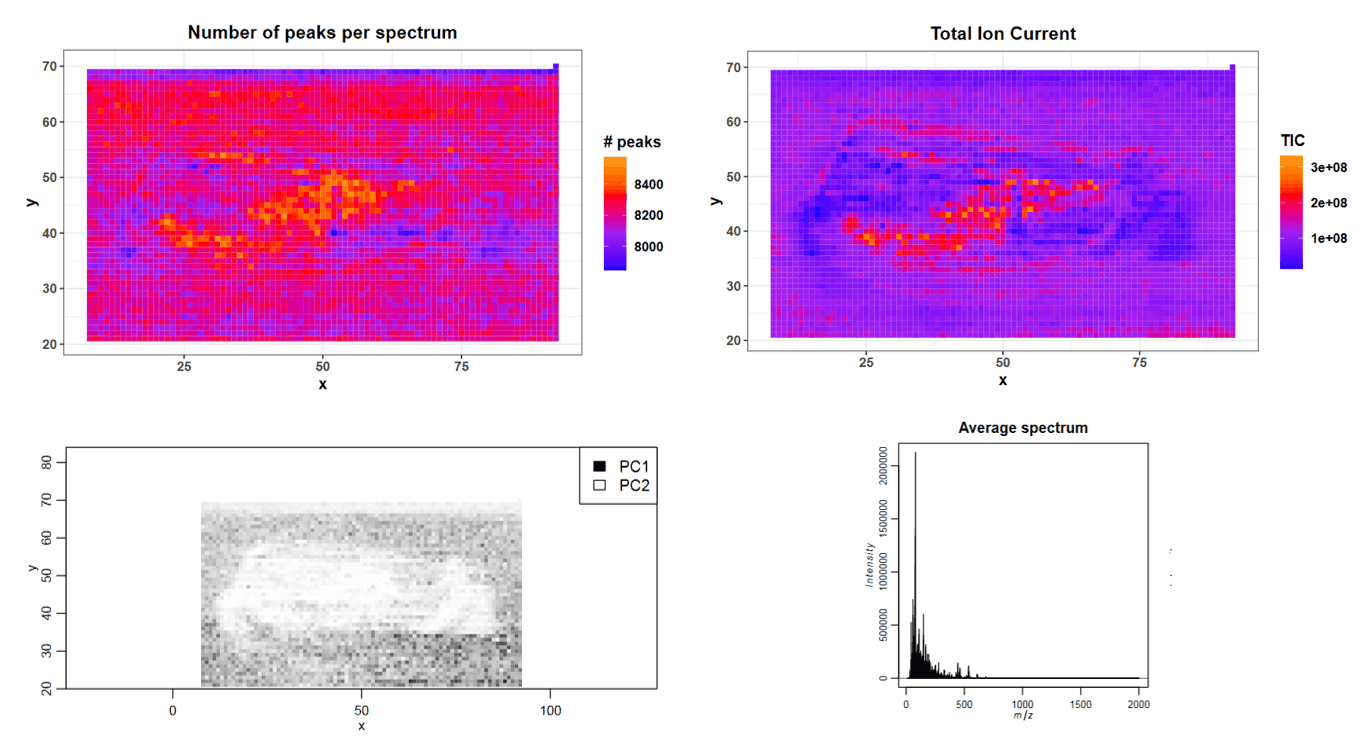 Number of peaks per spectrum
70
60
50
40
30
20
y
25 50 75
x
# peaks
8400
8200
8000
Total Ion Current
70
60
50
40
30
20
y
25 50 75
x
TIC
3e+08
2e+08
1e+08
80
70
60
50
40
30
20
y
0 50 100
x
PC1
PC2
Average spectrum
2000000
1500000
1000000
500000
0
Intensity
0 500 1000 1500 2000
m/z